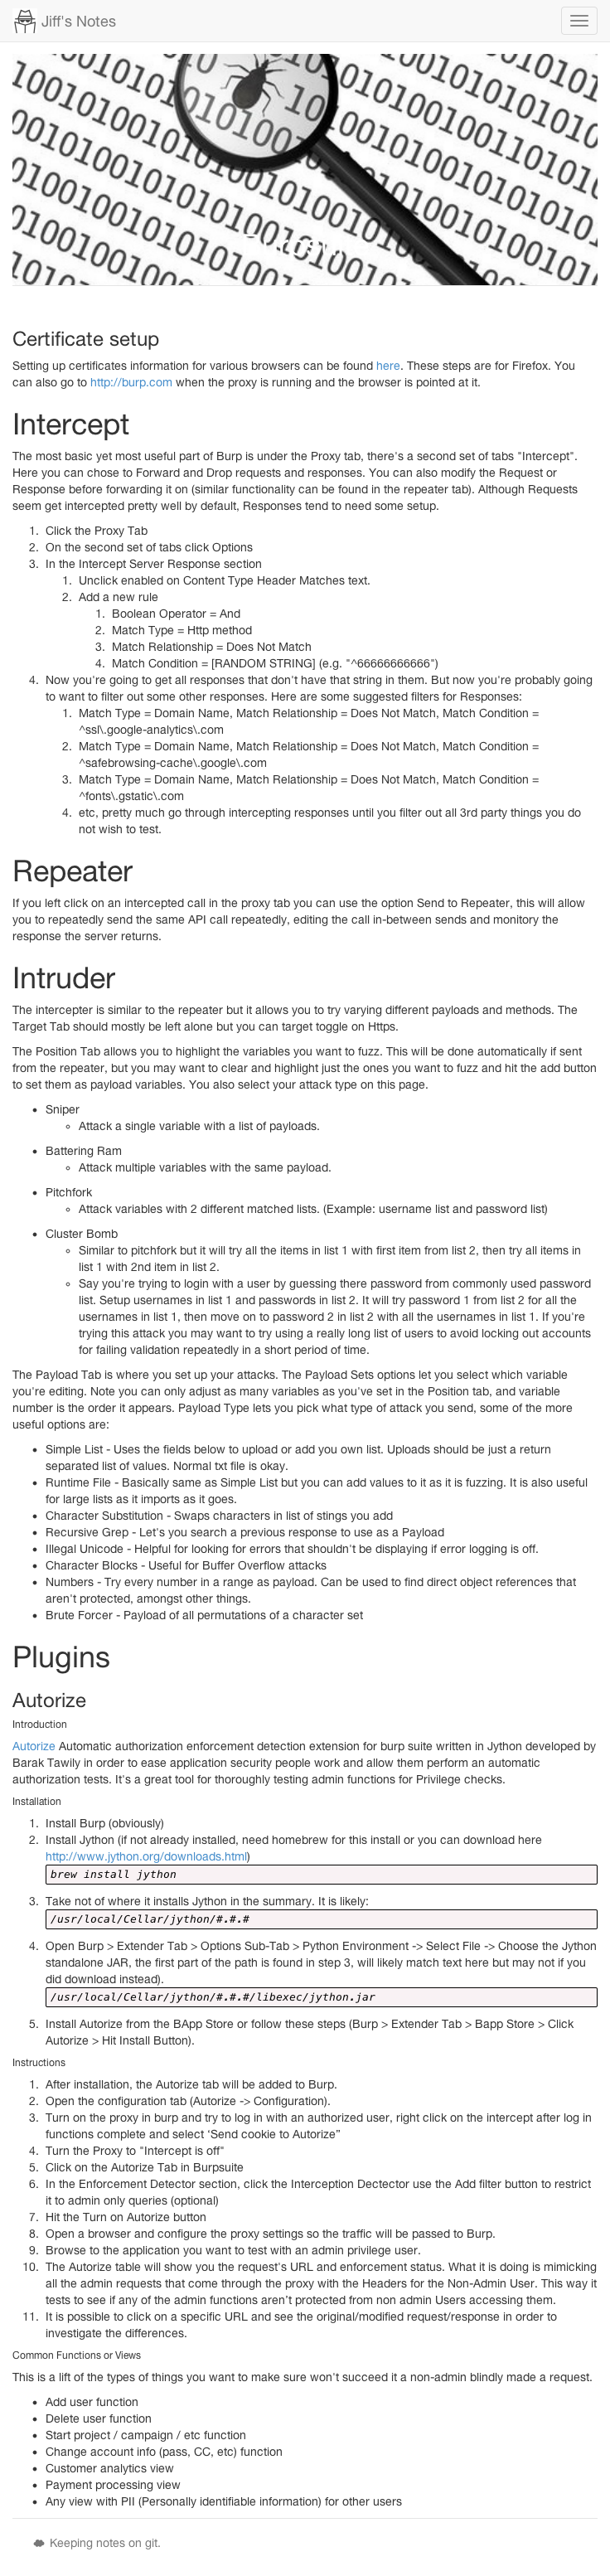 Jiff's Notes
Certificate setup
Setting up certificates information for various browsers can be found here. These steps are for Firefox. You
can also go to http://burp.com when the proxy is running and the browser is pointed at it.
Intercept
The most basic yet most useful part of Burp is under the Proxy tab, there's a second set of tabs "Intercept".
Here you can chose to Forward and Drop requests and responses. You can also modify the Request or
Response before forwarding it on (similar functionality can be found in the repeater tab). Although Requests
seem get intercepted pretty well by default, Responses tend to need some setup.
1. Click the Proxy Tab
2. On the second set of tabs click Options
3. In the Intercept Server Response section
1. Unclick enabled on Content Type Header Matches text.
2. Add a new rule
1. Boolean Operator = And
2. Match Type = Http method
3. Match Relationship = Does Not Match
4. Match Condition = [RANDOM STRING] (e.g. "^66666666666")
4. Now you're going to get all responses that don't have that string in them. But now you're probably going
to want to filter out some other responses. Here are some suggested filters for Responses:
1. Match Type = Domain Name, Match Relationship = Does Not Match, Match Condition =
^ssl\.google-analytics\.com
2. Match Type = Domain Name, Match Relationship = Does Not Match, Match Condition =
^safebrowsing-cache\.google\.com
3. Match Type = Domain Name, Match Relationship = Does Not Match, Match Condition =
^fonts\.gstatic\.com
4. etc, pretty much go through intercepting responses until you filter out all 3rd party things you do
not wish to test.
Repeater
If you left click on an intercepted call in the proxy tab you can use the option Send to Repeater, this will allow
you to repeatedly send the same API call repeatedly, editing the call in-between sends and monitory the
response the server returns.
Intruder
The intercepter is similar to the repeater but it allows you to try varying different payloads and methods. The
Target Tab should mostly be left alone but you can target toggle on Https.
The Position Tab allows you to highlight the variables you want to fuzz. This will be done automatically if sent
from the repeater, but you may want to clear and highlight just the ones you want to fuzz and hit the add button
to set them as payload variables. You also select your attack type on this page.
• Sniper
◦ Attack a single variable with a list of payloads.
• Battering Ram
◦ Attack multiple variables with the same payload.
• Pitchfork
◦ Attack variables with 2 different matched lists. (Example: username list and password list)
• Cluster Bomb
◦ Similar to pitchfork but it will try all the items in list 1 with first item from list 2, then try all items in
list 1 with 2nd item in list 2.
◦ Say you're trying to login with a user by guessing there password from commonly used password
list. Setup usernames in list 1 and passwords in list 2. It will try password 1 from list 2 for all the
usernames in list 1, then move on to password 2 in list 2 with all the usernames in list 1. If you're
trying this attack you may want to try using a really long list of users to avoid locking out accounts
for failing validation repeatedly in a short period of time.
The Payload Tab is where you set up your attacks. The Payload Sets options let you select which variable
you're editing. Note you can only adjust as many variables as you've set in the Position tab, and variable
number is the order it appears. Payload Type lets you pick what type of attack you send, some of the more
useful options are:
• Simple List - Uses the fields below to upload or add you own list. Uploads should be just a return
separated list of values. Normal txt file is okay.
• Runtime File - Basically same as Simple List but you can add values to it as it is fuzzing. It is also useful
for large lists as it imports as it goes.
• Character Substitution - Swaps characters in list of stings you add
• Recursive Grep - Let's you search a previous response to use as a Payload
• Illegal Unicode - Helpful for looking for errors that shouldn't be displaying if error logging is off.
• Character Blocks - Useful for Buffer Overflow attacks
• Numbers - Try every number in a range as payload. Can be used to find direct object references that
aren't protected, amongst other things.
• Brute Forcer - Payload of all permutations of a character set
Plugins
Autorize
Introduction
Autorize Automatic authorization enforcement detection extension for burp suite written in Jython developed by
Barak Tawily in order to ease application security people work and allow them perform an automatic
authorization tests. It's a great tool for thoroughly testing admin functions for Privilege checks.
Installation
1. Install Burp (obviously)
2. Install Jython (if not already installed, need homebrew for this install or you can download here
http://www.jython.org/downloads.html)
brew install jython
3. Take not of where it installs Jython in the summary. It is likely:
/usr/local/Cellar/jython/#.#.#
4. Open Burp > Extender Tab > Options Sub-Tab > Python Environment -> Select File -> Choose the Jython
standalone JAR, the first part of the path is found in step 3, will likely match text here but may not if you
did download instead).
/usr/local/Cellar/jython/#.#.#/libexec/jython.jar
5. Install Autorize from the BApp Store or follow these steps (Burp > Extender Tab > Bapp Store > Click
Autorize > Hit Install Button).
Instructions
1. After installation, the Autorize tab will be added to Burp.
2. Open the configuration tab (Autorize -> Configuration).
3. Turn on the proxy in burp and try to log in with an authorized user, right click on the intercept after log in
functions complete and select ‘Send cookie to Autorize”
4. Turn the Proxy to "Intercept is off"
5. Click on the Autorize Tab in Burpsuite
6. In the Enforcement Detector section, click the Interception Dectector use the Add filter button to restrict
it to admin only queries (optional)
7. Hit the Turn on Autorize button
8. Open a browser and configure the proxy settings so the traffic will be passed to Burp.
9. Browse to the application you want to test with an admin privilege user.
10. The Autorize table will show you the request's URL and enforcement status. What it is doing is mimicking
all the admin requests that come through the proxy with the Headers for the Non-Admin User. This way it
tests to see if any of the admin functions aren’t protected from non admin Users accessing them.
11. It is possible to click on a specific URL and see the original/modified request/response in order to
investigate the differences.
Common Functions or Views
This is a lift of the types of things you want to make sure won't succeed it a non-admin blindly made a request.
• Add user function
• Delete user function
• Start project / campaign / etc function
• Change account info (pass, CC, etc) function
• Customer analytics view
• Payment processing view
• Any view with PII (Personally identifiable information) for other users
Keeping notes on git.